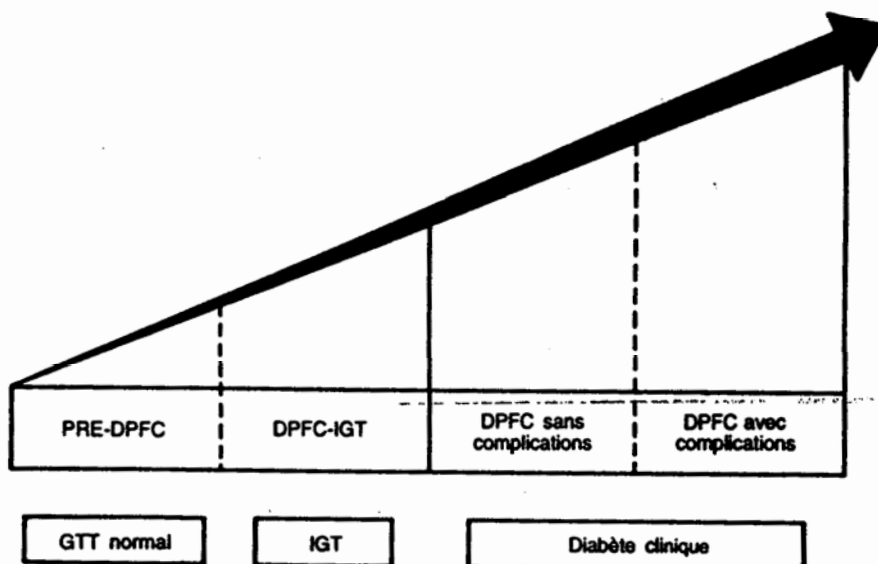 PRE-DPFC
DPFC-IGT
DPFC sans
complications
DPFC avec
complications
GTT normal
IGT
Diabète clinique